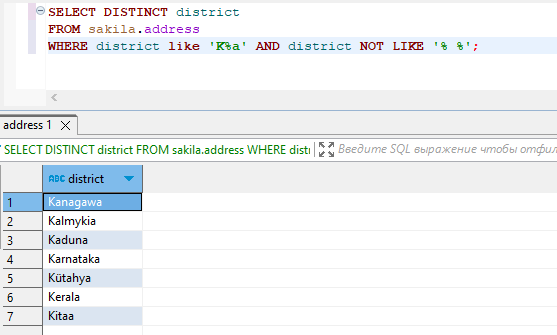 SELECT DISTINCT district
FROM sakila.address
WHERE district like 'K%a' AND district NOT LIKE '% %';
address 1
SELECT DISTINCT district FROM sakila.address WHERE distri
Введите SQL выражение чтобы отфил
ABC district
1 Kanagawa
2 Kalmykia
3 Kaduna
4 Karnataka
5 Kütahya
6 Kerala
7 Kitaa